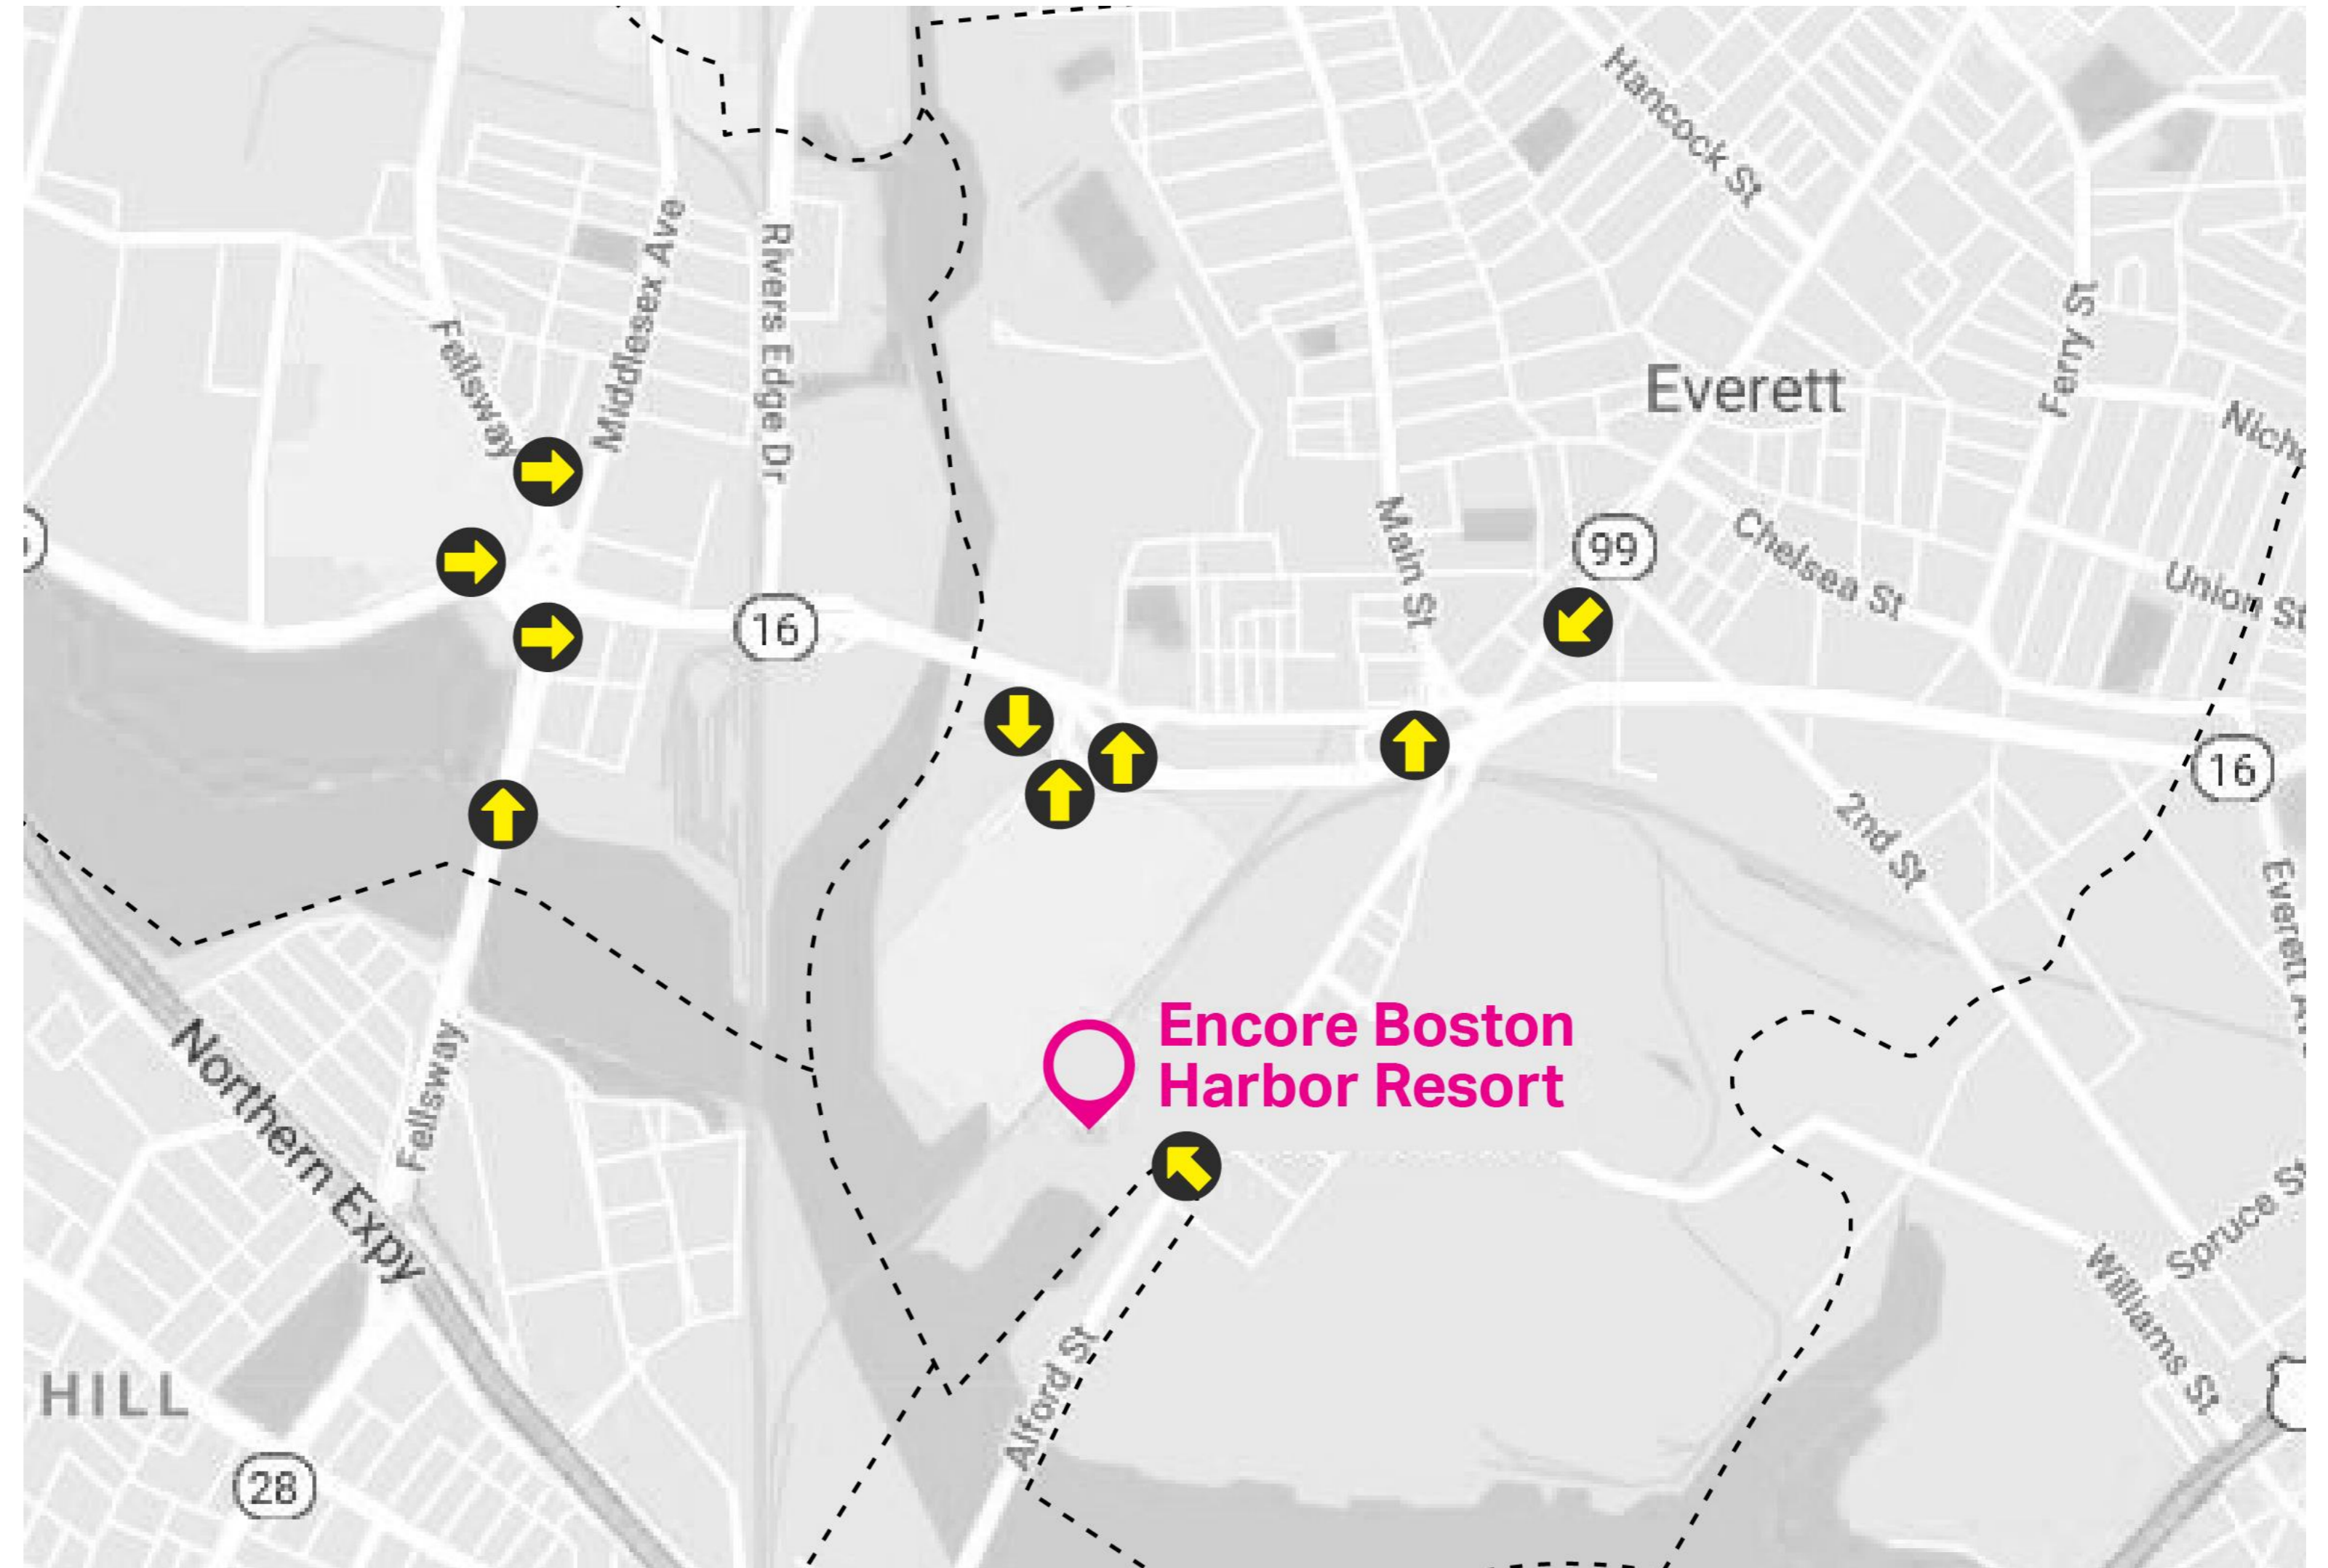 Hancock St
Middlesex Ave
Rivers Edge Dr
Fellsway
Ferry St
Everett
Main St
99
Chelsea St
Union St
16
16
2nd St
Encore Boston
Harbor Resort
Northern Expy
Fellsway
Spruce S
Williams St
Alford St
HILL
28